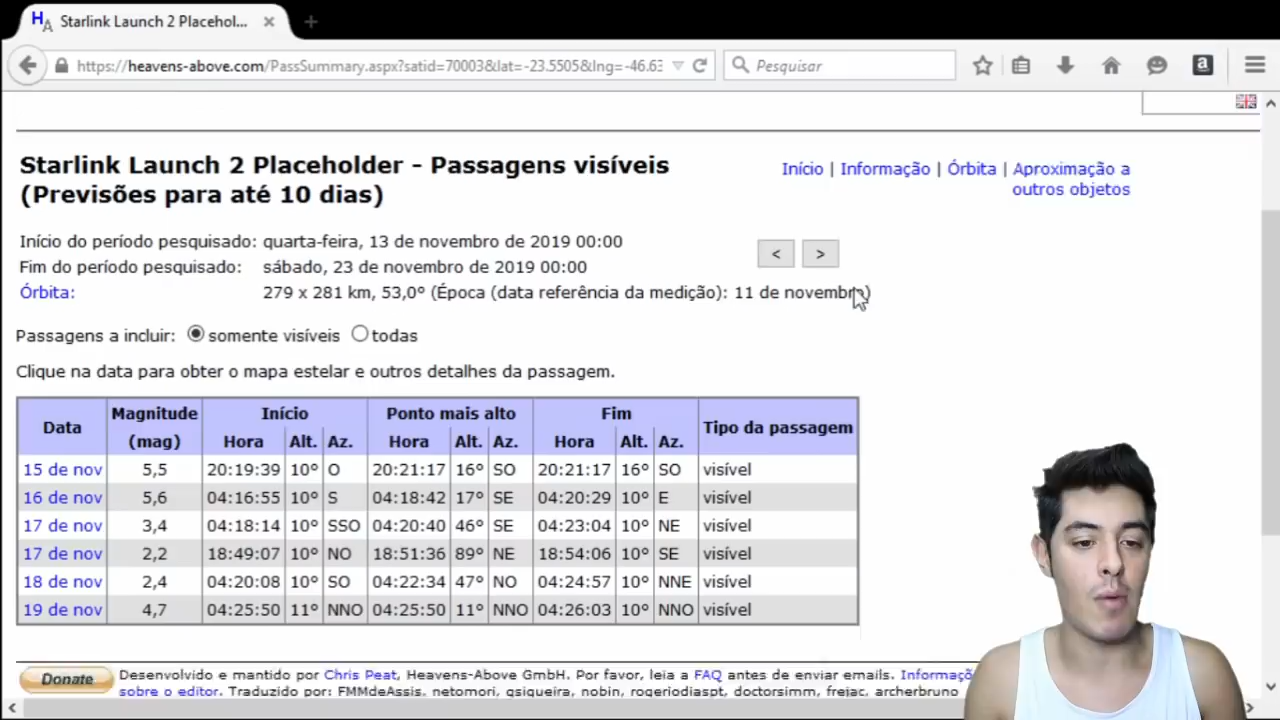 Starlink Launch 2 Placehol...
https://heavens-above.com/PassSummary.aspx?satid=70003&lat=-23.5505&lng=-46.63
Pesquisar
Starlink Launch 2 Placeholder - Passagens visíveis
(Previsões para até 10 dias)
Início | Informação | Órbita | Aproximação a
outros objetos
Início do período pesquisado: quarta-feira, 13 de novembro de 2019 00:00
Fim do período pesquisado: sábado, 23 de novembro de 2019 00:00
Órbita: 279 x 281 km, 53,0° (Época (data referência da medição): 11 de novembro)
< >
Passagens a incluir: somente visíveis todas
Clique na data para obter o mapa estelar e outros detalhes da passagem.
Data Magnitude Início Ponto mais alto Fim Tipo da passagem
(mag) Hora Alt. Az. Hora Alt. Az. Hora Alt. Az.
15 de nov 5,5 20:19:39 10° O 20:21:17 16° SO 20:21:17 16° SO visível
16 de nov 5,6 04:16:55 10° S 04:18:42 17° SE 04:20:29 10° E visível
17 de nov 3,4 04:18:14 10° SSO 04:20:40 46° SE 04:23:04 10° NE visível
17 de nov 2,2 18:49:07 10° NO 18:51:36 89° NE 18:54:06 10° SE visível
18 de nov 2,4 04:20:08 10° SO 04:22:34 47° NO 04:24:57 10° NNE visível
19 de nov 4,7 04:25:50 11° NNO 04:25:50 11° NNO 04:26:03 10° NNO visível
Donate
Desenvolvido e mantido por Chris Peat, Heavens-Above GmbH. Por favor, leia a FAQ antes de enviar emails. Informaçõ
sobre o editor. Traduzido por: FMMdeAssis, netomori, gsigueira, nobin, rogeriodiaspt, doctorsimm, frejac, archerbruno